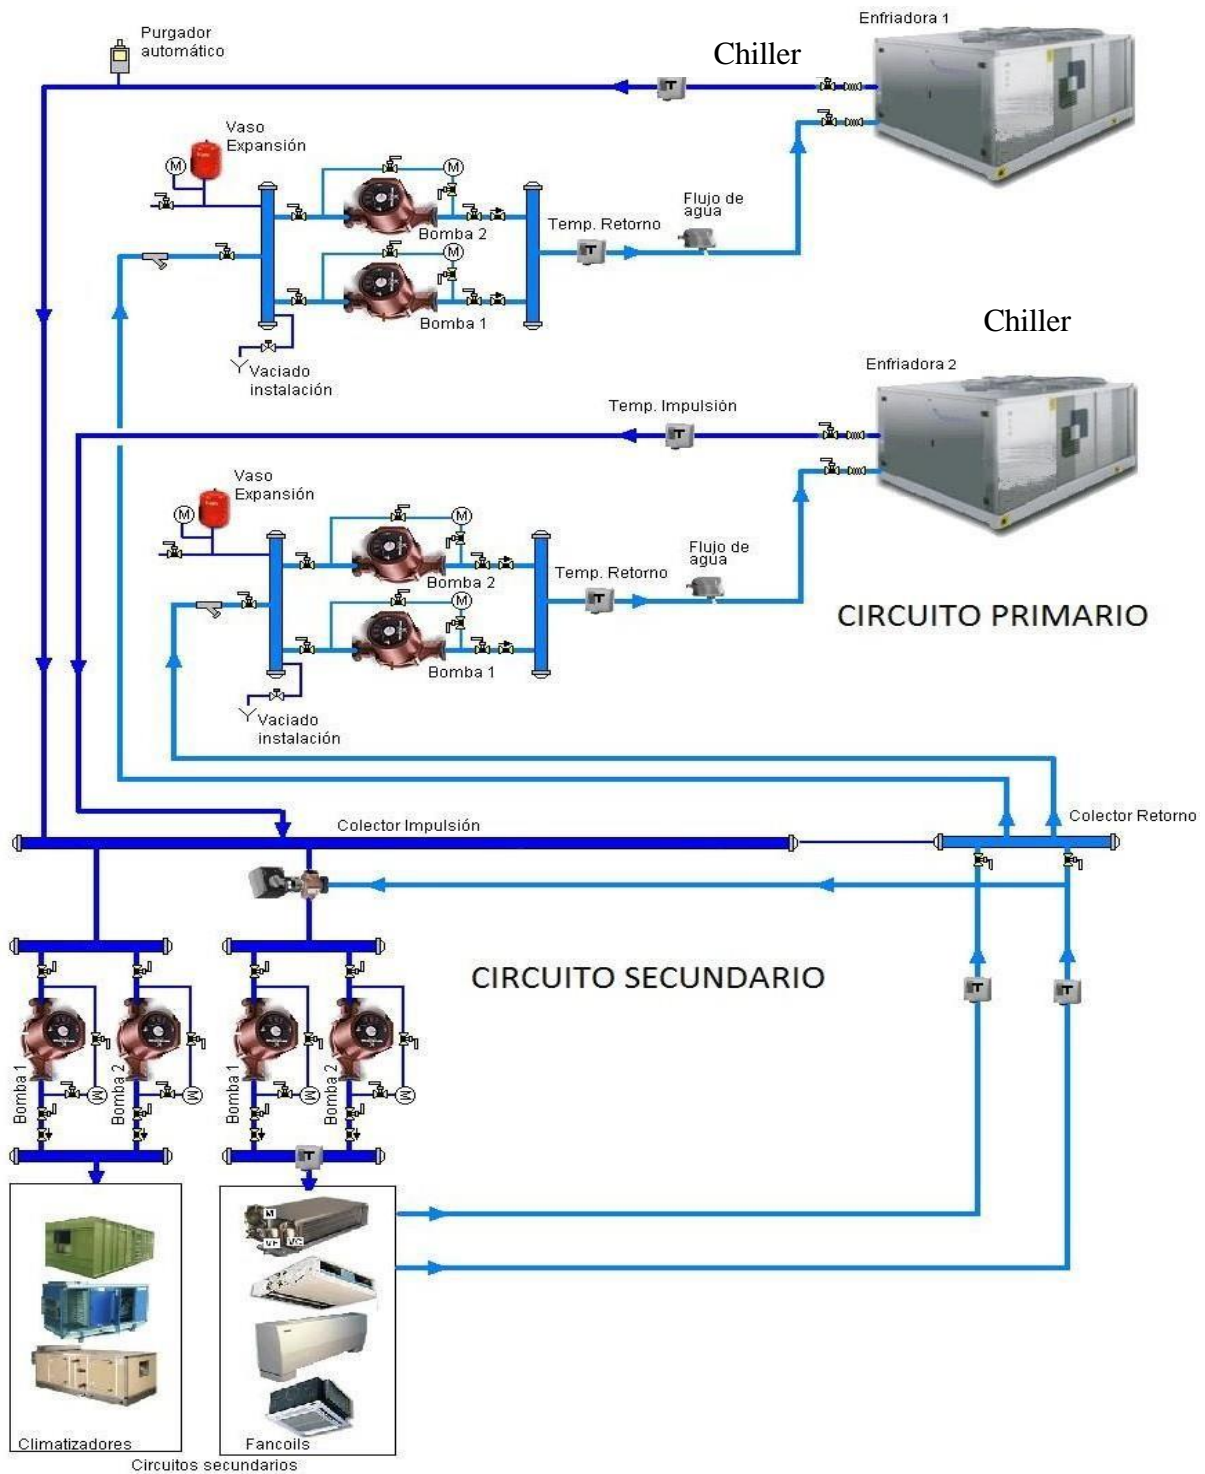 Purgador
automático
Chiller
Enfriadora 1
T
Vaso
Expansión
M
M
Bomba 2
M
Bomba 1
Temp. Retorno
T
Flujo de
agua
Vaciado
instalación
Chiller
Enfriadora 2
Temp. Impulsión
T
Vaso
Expansión
M
M
Bomba 2
M
Bomba 1
Temp. Retorno
T
Flujo de
agua
CIRCUITO PRIMARIO
Vaciado
instalación
Colector Impulsión
Colector Retorno
CIRCUITO SECUNDARIO
T
T
Bomba 1
M
Bomba 2
M
Bomba 1
M
Bomba 2
M
T
M
VF
VC
Climatizadores
Fancoils
Circuitos secundarios